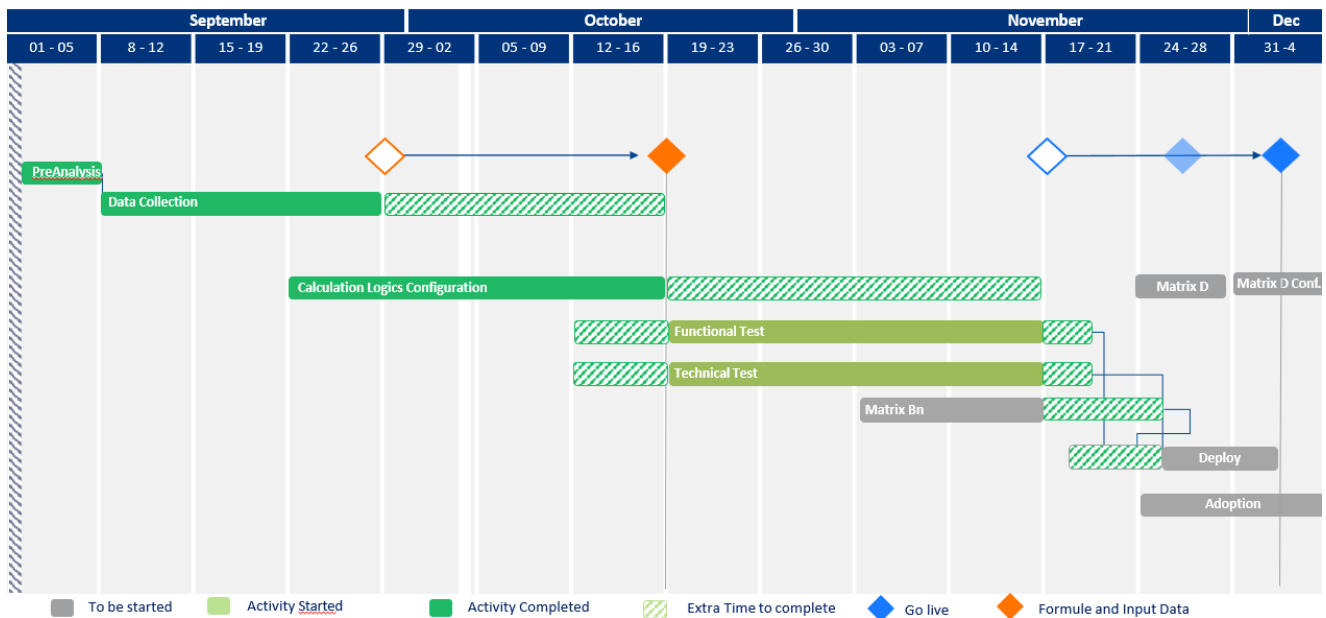 September October November Dec
01 - 05 8 - 12 15 - 19 22 - 26 29 - 02 05 - 09 12 - 16 19 - 23 26 - 30 03 - 07 10 - 14 17 - 21 24 - 28 31 -4
PreAnalysis
Data Collection
Calculation Logics Configuration Matrix D Matrix D Conf.
Functional Test
Technical Test
Matrix Bn
Deploy
Adoption
To be started Activity Started Activity Completed Extra Time to complete Go live Formule and Input Data